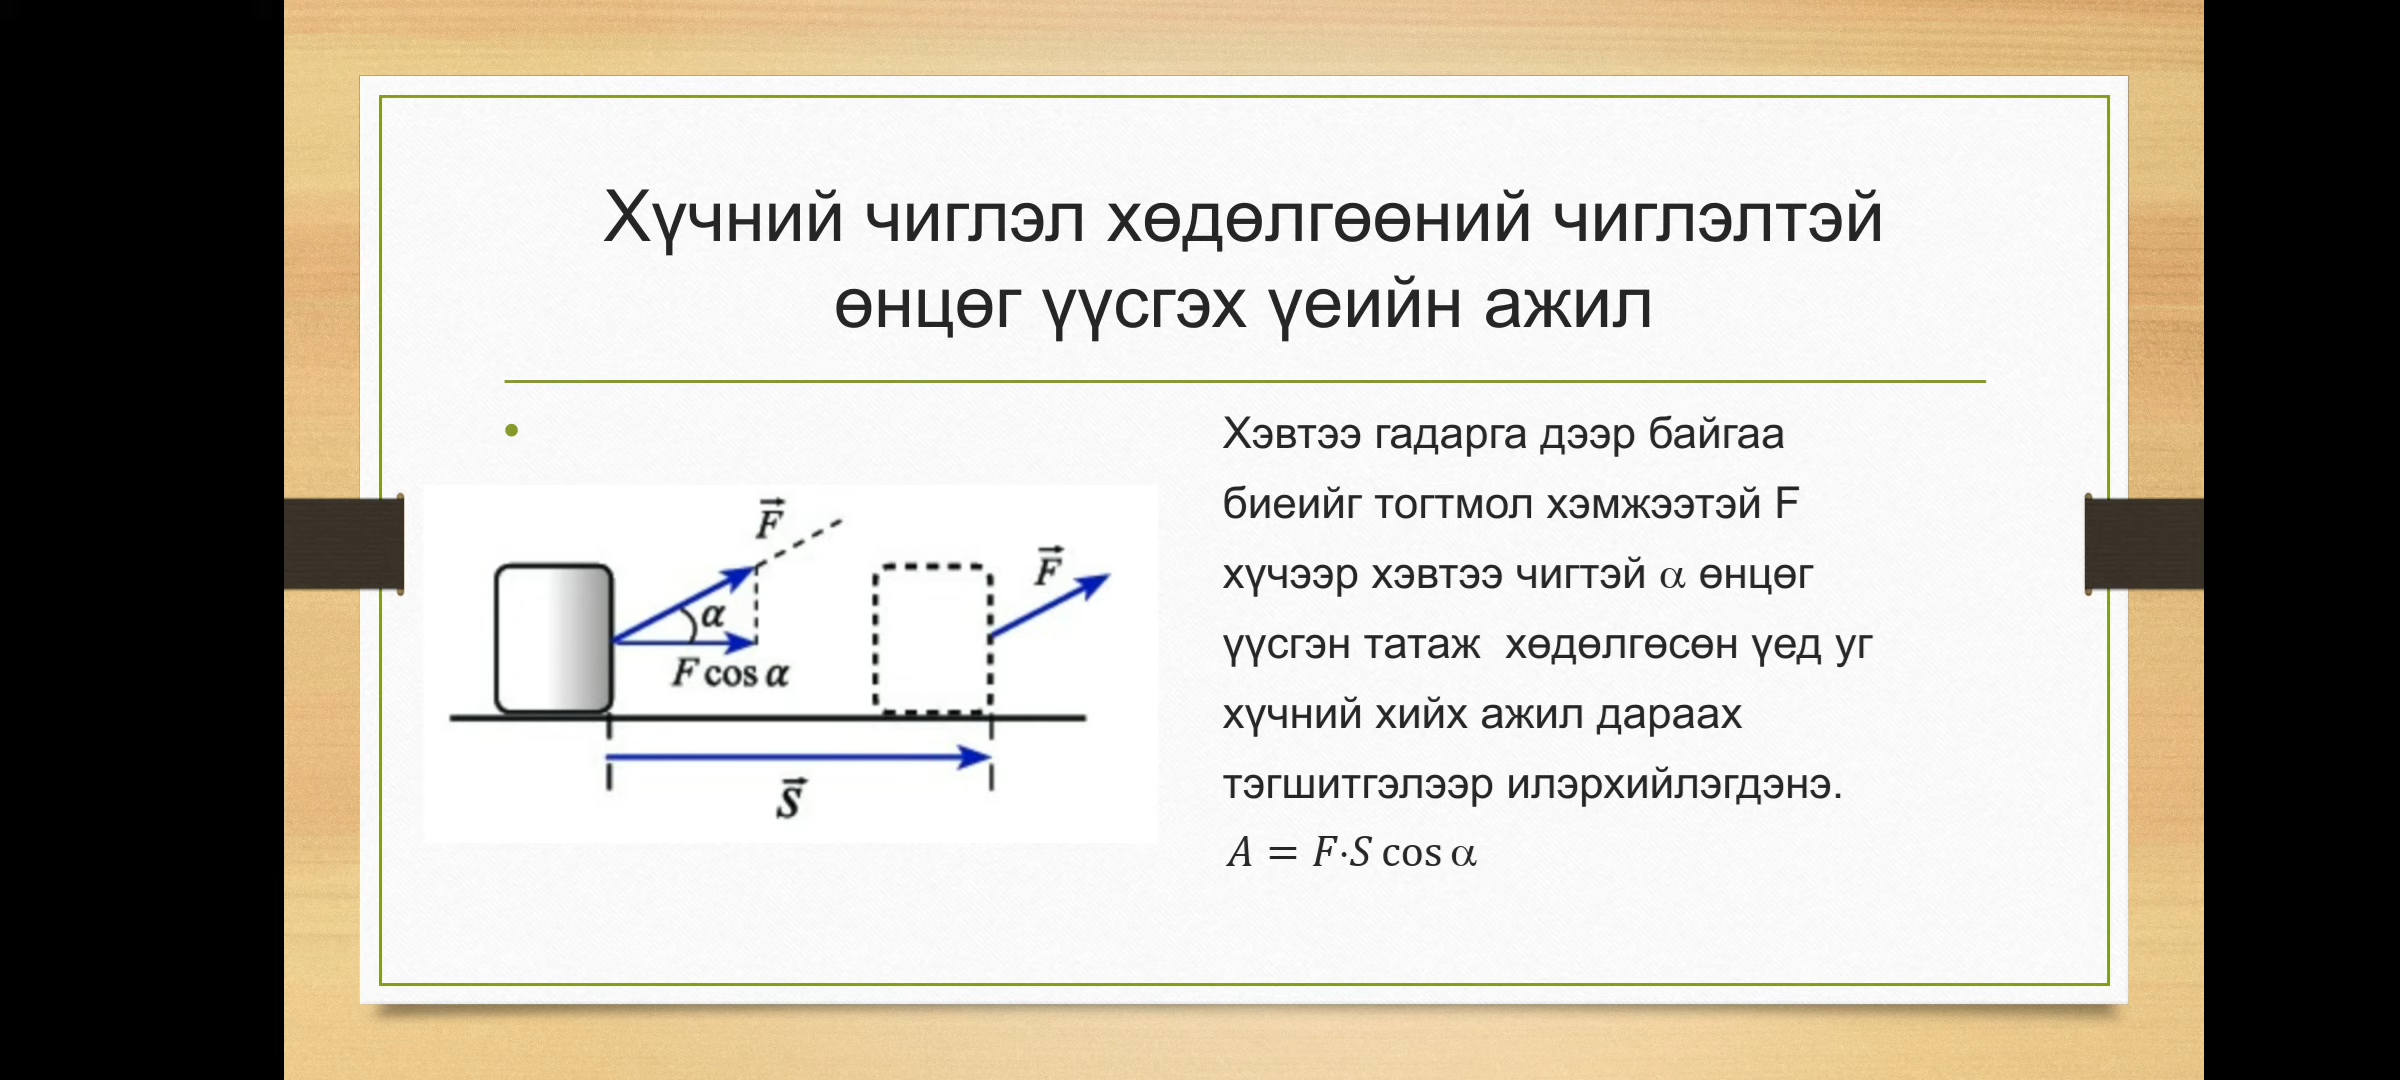 Хүчний чиглэл хөдөлгөөний чиглэлтэй
өнцөг үүсгэх үеийн ажил
F
α
F cos α
F
S
Хэвтээ гадарга дээр байгаа
биеийг тогтмол хэмжээтэй F
хүчээр хэвтээ чигтэй α өнцөг
үүсгэн татаж  хөдөлгөсөн үед уг
хүчний хийх ажил дараах
тэгшитгэлээр илэрхийлэгдэнэ.
A = F·S cos α